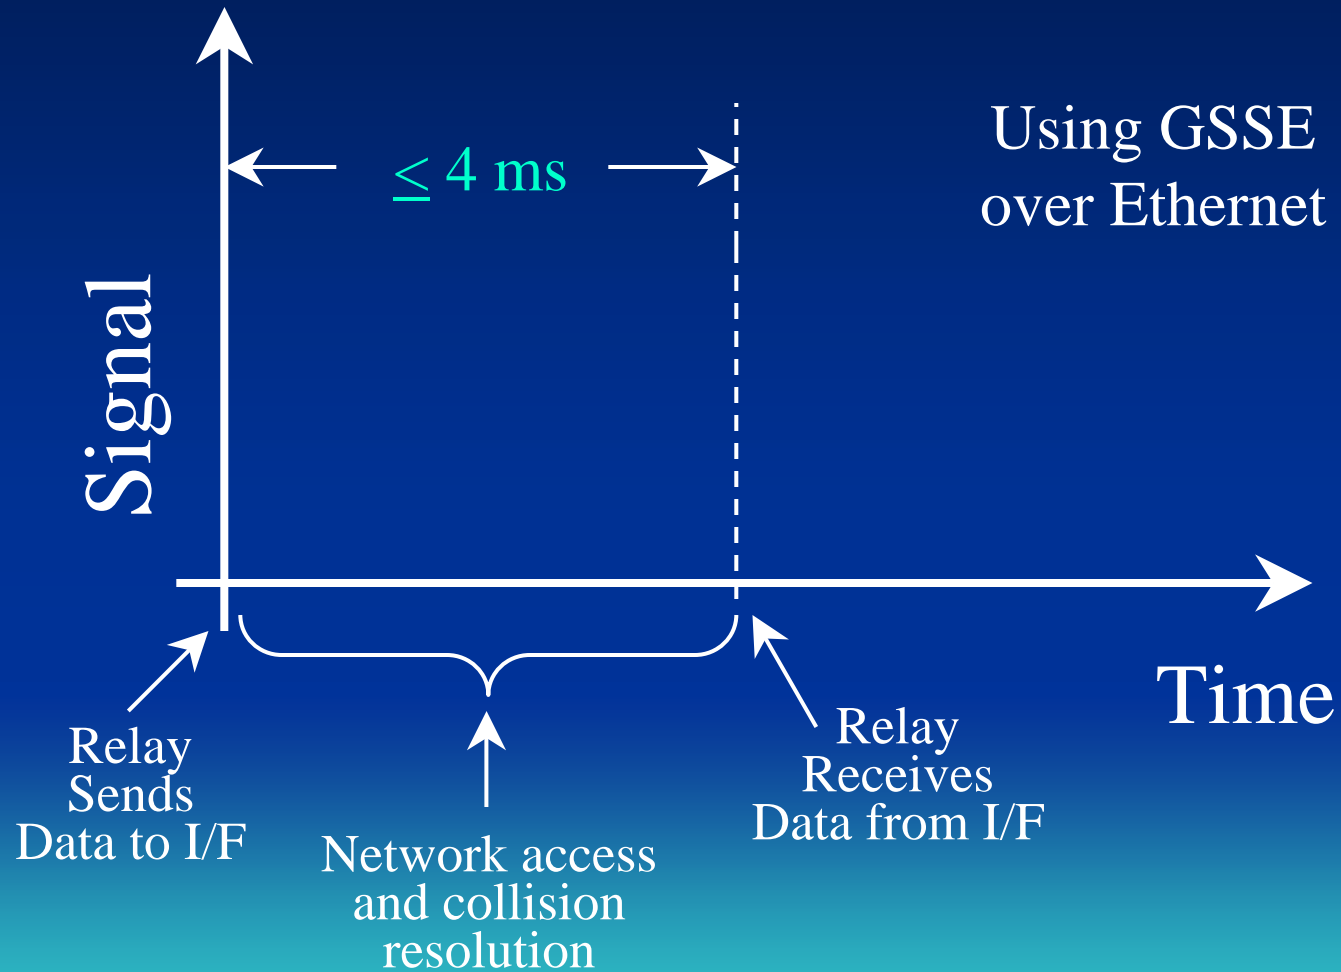 Using GSSE
over Ethernet
≤ 4 ms
Signal
Time
Relay
Sends
Data to I/F
Network access
and collision
resolution
Relay
Receives
Data from I/F